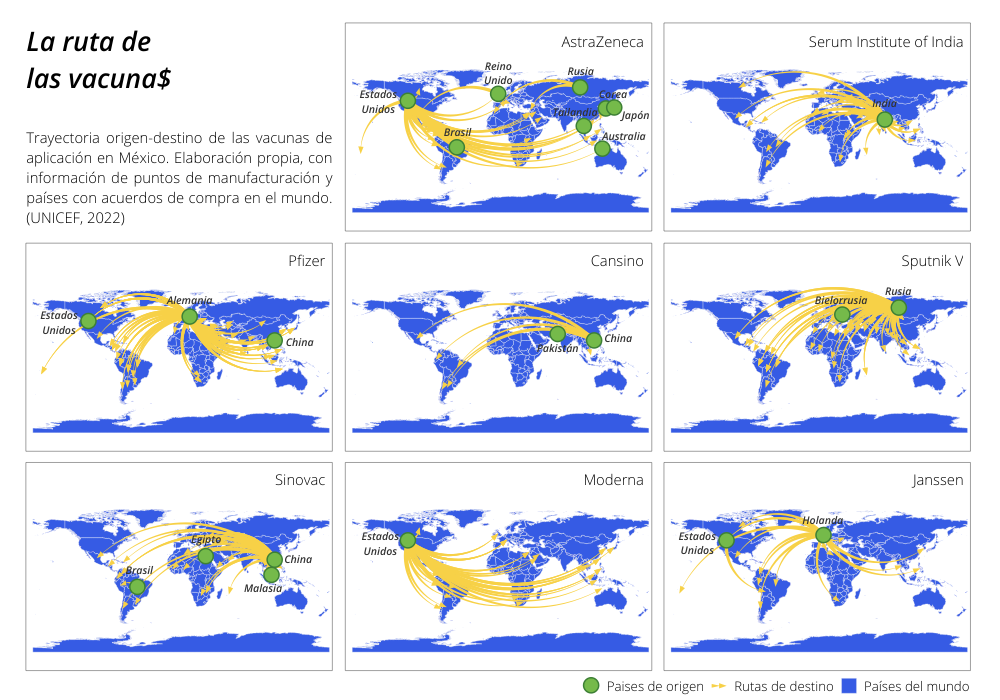 La ruta de
las vacuna$
Trayectoria origen-destino de las vacunas de
aplicación en México. Elaboración propia, con
información de puntos de manufacturación y
países con acuerdos de compra en el mundo.
(UNICEF, 2022)
AstraZeneca
Estados
Unidos
Reino
Unido
Rusia
Corea
Japón
Tailandia
Brasil
Australia
Serum Institute of India
India
Pfizer
Alemania
Estados
Unidos
China
Cansino
China
Pakistán
Sputnik V
Rusia
Bielorrusia
Sinovac
Egipto
China
Brasil
Malasia
Moderna
Estados
Unidos
Janssen
Holanda
Estados
Unidos
Paises de origen
Rutas de destino
Países del mundo